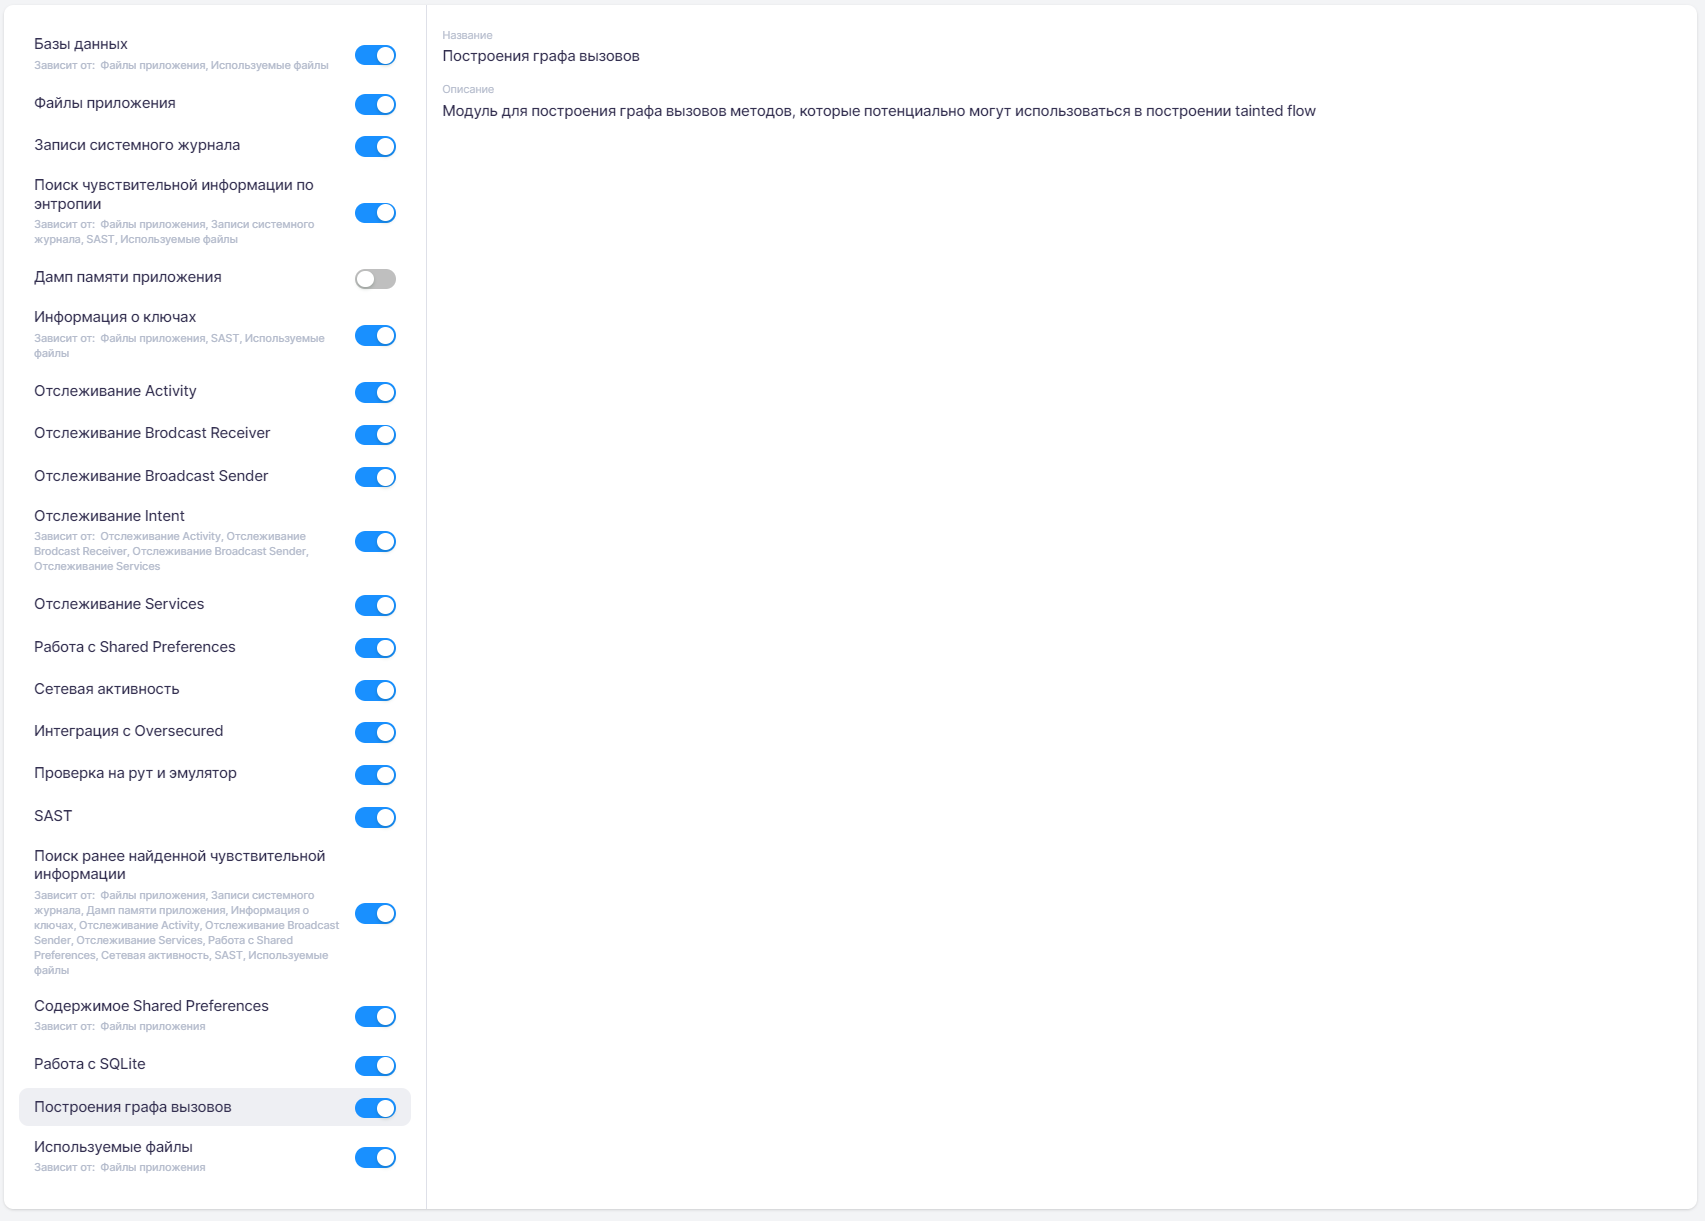 Базы данных
Зависит от: Файлы приложения, Используемые файлы
Файлы приложения
Записи системного журнала
Поиск чувствительной информации по
энтропии
Зависит от: Файлы приложения, Записи системного
журнала, SAST, Используемые файлы
Дамп памяти приложения
Информация о ключах
Зависит от: Файлы приложения, SAST, Используемые
файлы
Отслеживание Activity
Отслеживание Brodcast Receiver
Отслеживание Broadcast Sender
Отслеживание Intent
Зависит от: Отслеживание Activity, Отслеживание
Brodcast Receiver, Отслеживание Broadcast Sender,
Отслеживание Services
Отслеживание Services
Работа с Shared Preferences
Сетевая активность
Интеграция с Oversecured
Проверка на рут и эмулятор
SAST
Поиск ранее найденной чувствительной
информации
Зависит от: Файлы приложения, Записи системного
журнала, Дамп памяти приложения, Информация о
ключах, Отслеживание Activity, Отслеживание Broadcast
Sender, Отслеживание Services, Работа с Shared
Preferences, Сетевая активность, SAST, Используемые
файлы
Содержимое Shared Preferences
Зависит от: Файлы приложения
Работа с SQLite
Построения графа вызовов
Используемые файлы
Зависит от: Файлы приложения
Название
Построения графа вызовов
Описание
Модуль для построения графа вызовов методов, которые потенциально могут использоваться в построении tainted flow